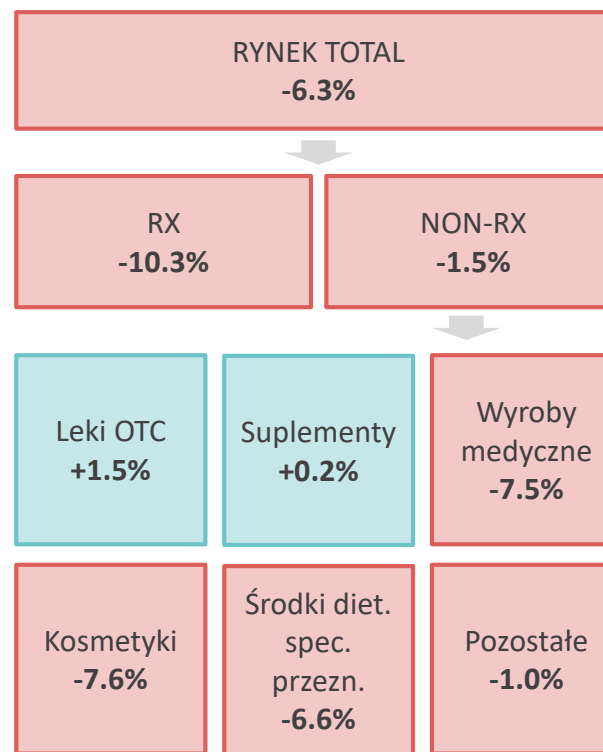 RYNEK TOTAL
-6.3%
RX
-10.3%
NON-RX
-1.5%
Leki OTC
+1.5%
Suplementy
+0.2%
Wyroby
medyczne
-7.5%
Kosmetyki
-7.6%
Środki diet.
spec.
przezn.
-6.6%
Pozostałe
-1.0%